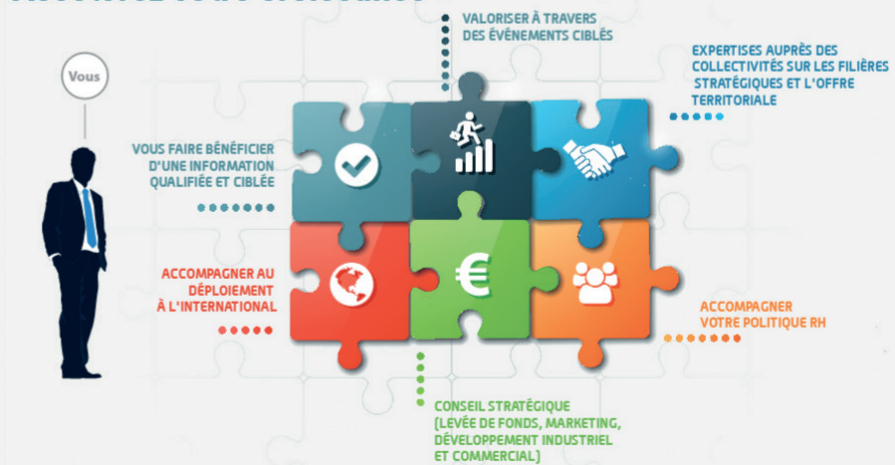 Vous
VALORISER À TRAVERS
DES ÉVÉNEMENTS CIBLÉS
EXPERTISES AUPRÈS DES
COLLECTIVITÉS SUR LES FILIÈRES
STRATÉGIQUES ET L'OFFRE
TERRITORIALE
VOUS FAIRE BÉNÉFICIER
D'UNE INFORMATION
QUALIFIÉE ET CIBLÉE
ACCOMPAGNER AU
DÉPLOIEMENT
À L'INTERNATIONAL
€
ACCOMPAGNER
VOTRE POLITIQUE RH
CONSEIL STRATÉGIQUE
(LEVÉE DE FONDS, MARKETING,
DÉVELOPPEMENT INDUSTRIEL
ET COMMERCIAL)